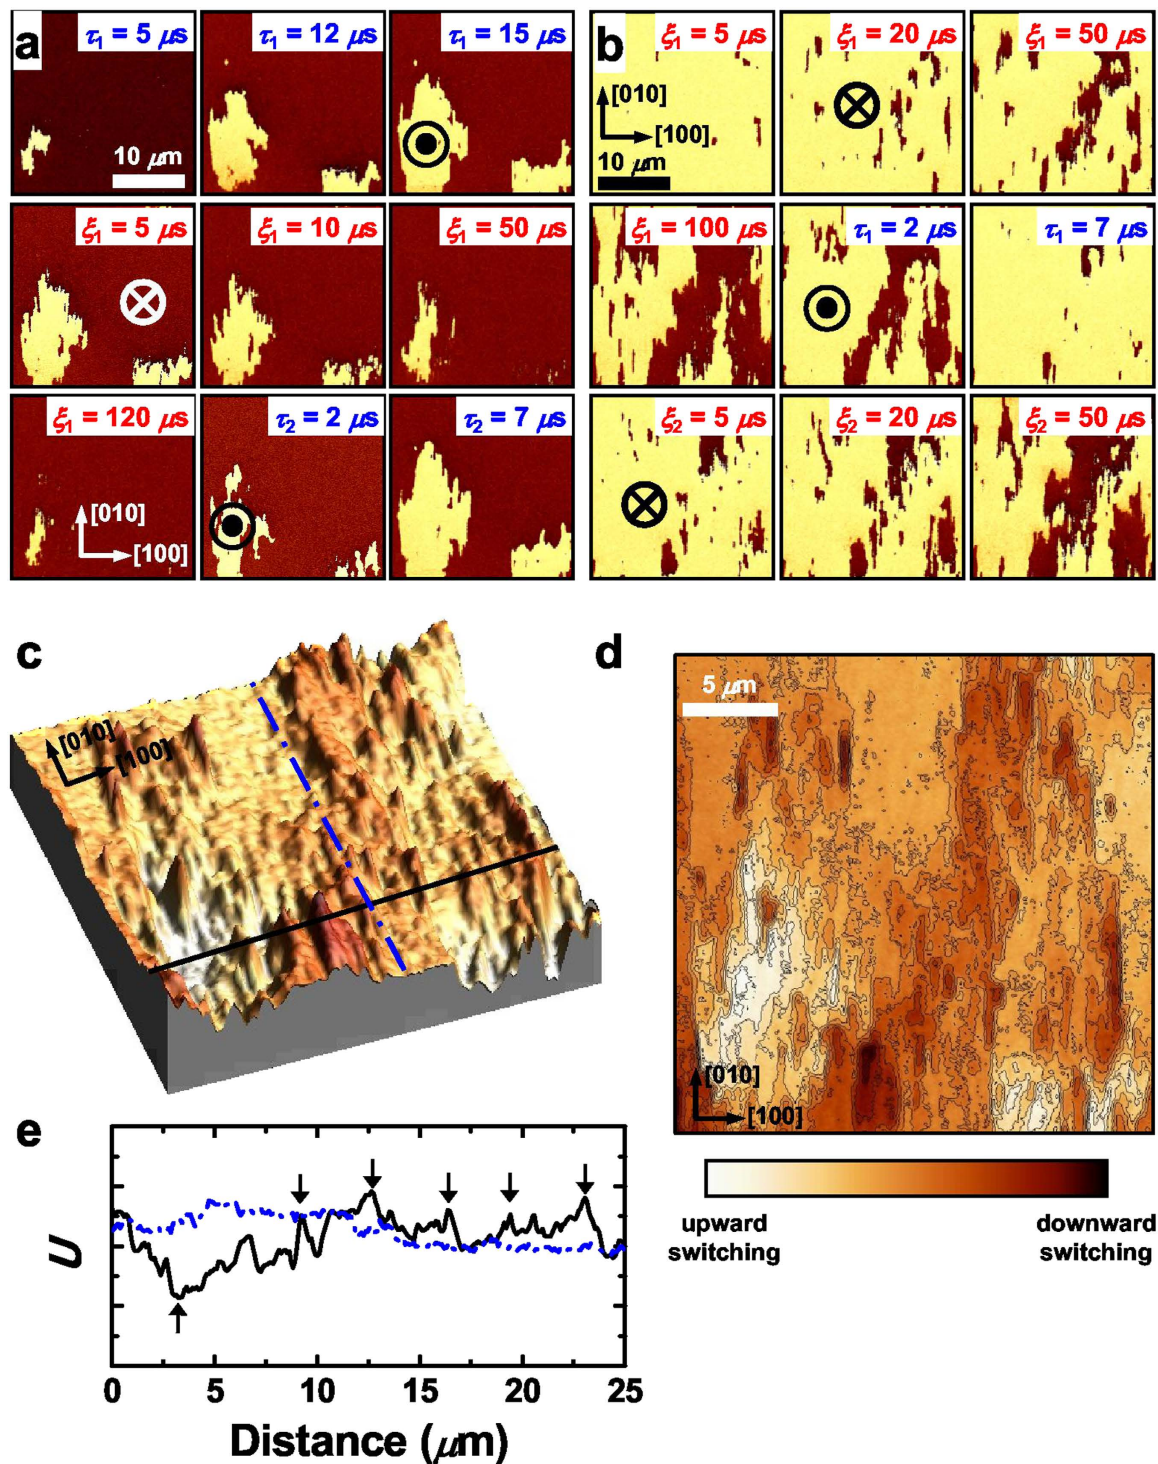 a
τ1 = 5 μs
τ1 = 12 μs
τ1 = 15 μs
10 μm
ξ1 = 5 μs
ξ1 = 10 μs
ξ1 = 50 μs
ξ1 = 120 μs
τ2 = 2 μs
τ2 = 7 μs
[010]
[100]
b
ξ1 = 5 μs
ξ1 = 20 μs
ξ1 = 50 μs
[010]
[100]
10 μm
ξ1 = 100 μs
τ1 = 2 μs
τ1 = 7 μs
ξ2 = 5 μs
ξ2 = 20 μs
ξ2 = 50 μs
c
[010]
[100]
d
5 μm
[010]
[100]
upward
switching
downward
switching
e
U
0 5 10 15 20 25
Distance (μm)